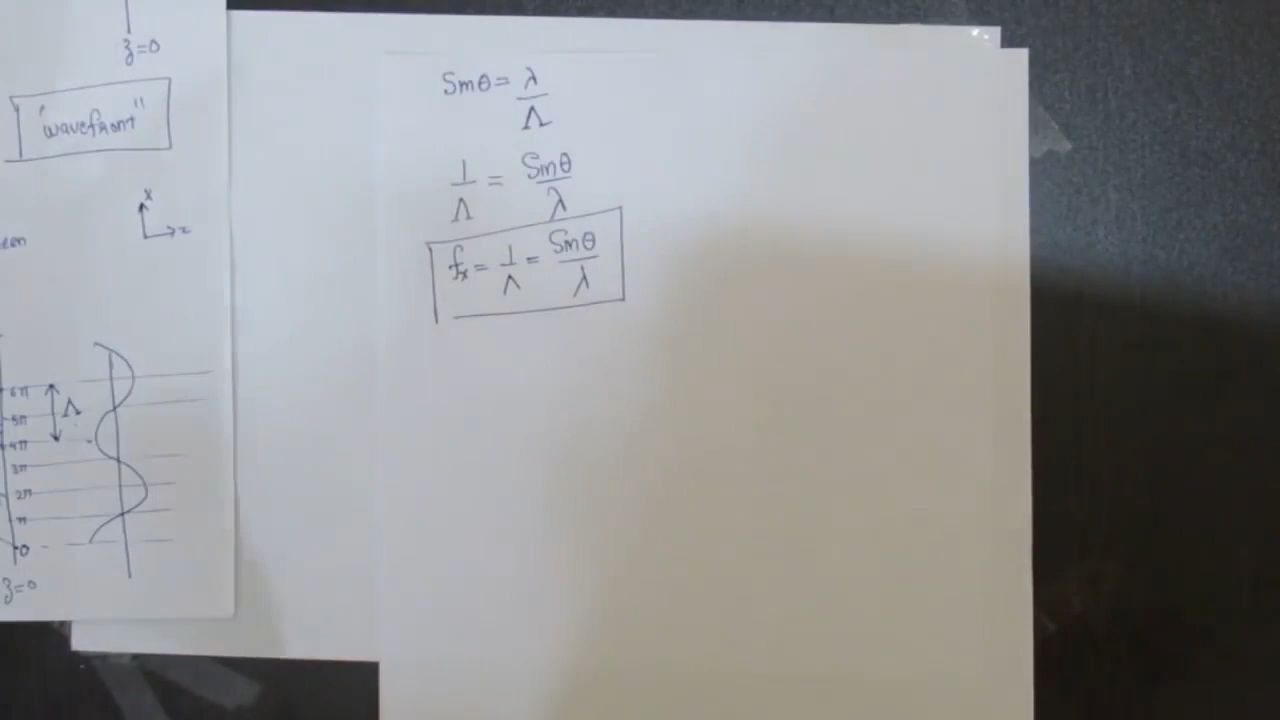 z=0
"wavefront"
x
z
6π
5π
4π
3π
2π
π
0
Λ
z=0
Sinθ = λ/Λ
1/Λ = Sinθ/λ
fₓ = 1/Λ = Sinθ/λ